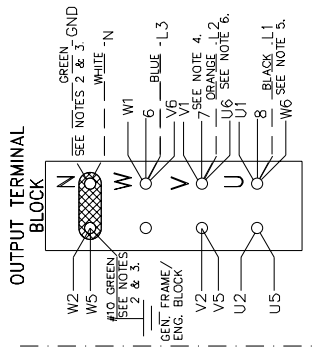 OUTPUT TERMINAL
BLOCK
GREEN
GND
SEE NOTES 2 & 3.
WHITE
N
W1
6
BLUE
L3
V6
V1
SEE NOTE 4.
7
ORANGE
L2
U6
SEE NOTE 6.
U1
BLACK
L1
8
SEE NOTE 5.
W6
N
W
V
U
W2
W5
#10 GREEN
SEE NOTES
2 & 3.
GEN. FRAME/
ENG. BLOCK
V2
V5
U2
U5